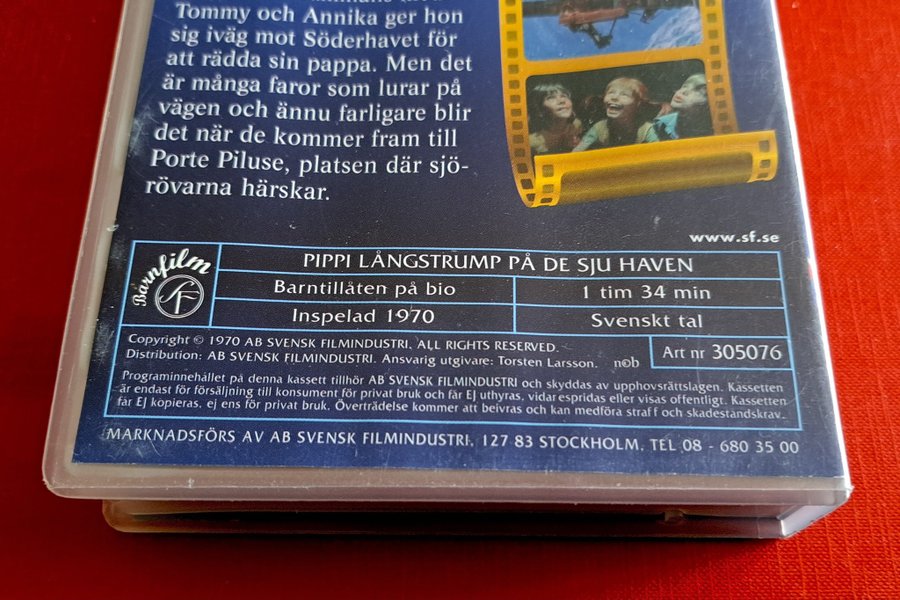 Tommy och Annika ger hon
sig iväg mot Söderhavet för
att rädda sin pappa. Men det
är många faror som lurar på
vägen och ännu farligare blir
det när de kommer fram till
Porte Piluse, platsen där sjö-
rövarna härskar.
www.sf.se
Barnfilm
SF
PIPPI LÅNGSTRUMP PÅ DE SJU HAVEN
Barntillåten på bio
1 tim 34 min
Inspelad 1970
Svenskt tal
Copyright © 1970 AB SVENSK FILMINDUSTRI. ALL RIGHTS RESERVED.
Distribution: AB SVENSK FILMINDUSTRI. Ansvarig utgivare: Torsten Larsson. nob
Art nr 305076
Programinnehållet på denna kassett tillhör AB SVENSK FILMINDUSTRI och skyddas av upphovsrättslagen. Kassetten
är endast för försäljning till konsument för privat bruk och får EJ uthyras, vidarespridas eller visas offentligt. Kassetten
får EJ kopieras, ej ens för privat bruk. Överträdelse kommer att beivras och kan medföra straff och skadeståndskrav.
MARKNADSFÖRS AV AB SVENSK FILMINDUSTRI, 127 83 STOCKHOLM, TEL 08 - 680 35 00